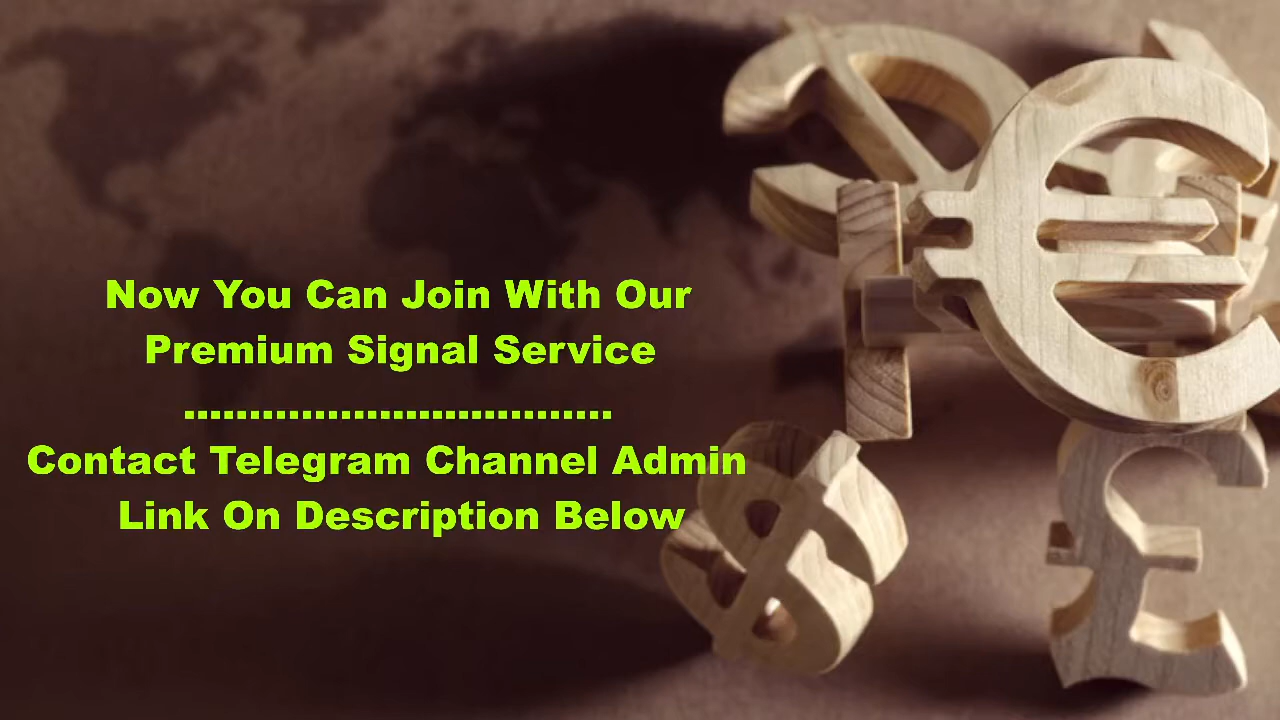 Now You Can Join With Our
Premium Signal Service
.................................
Contact Telegram Channel Admin
Link On Description Below